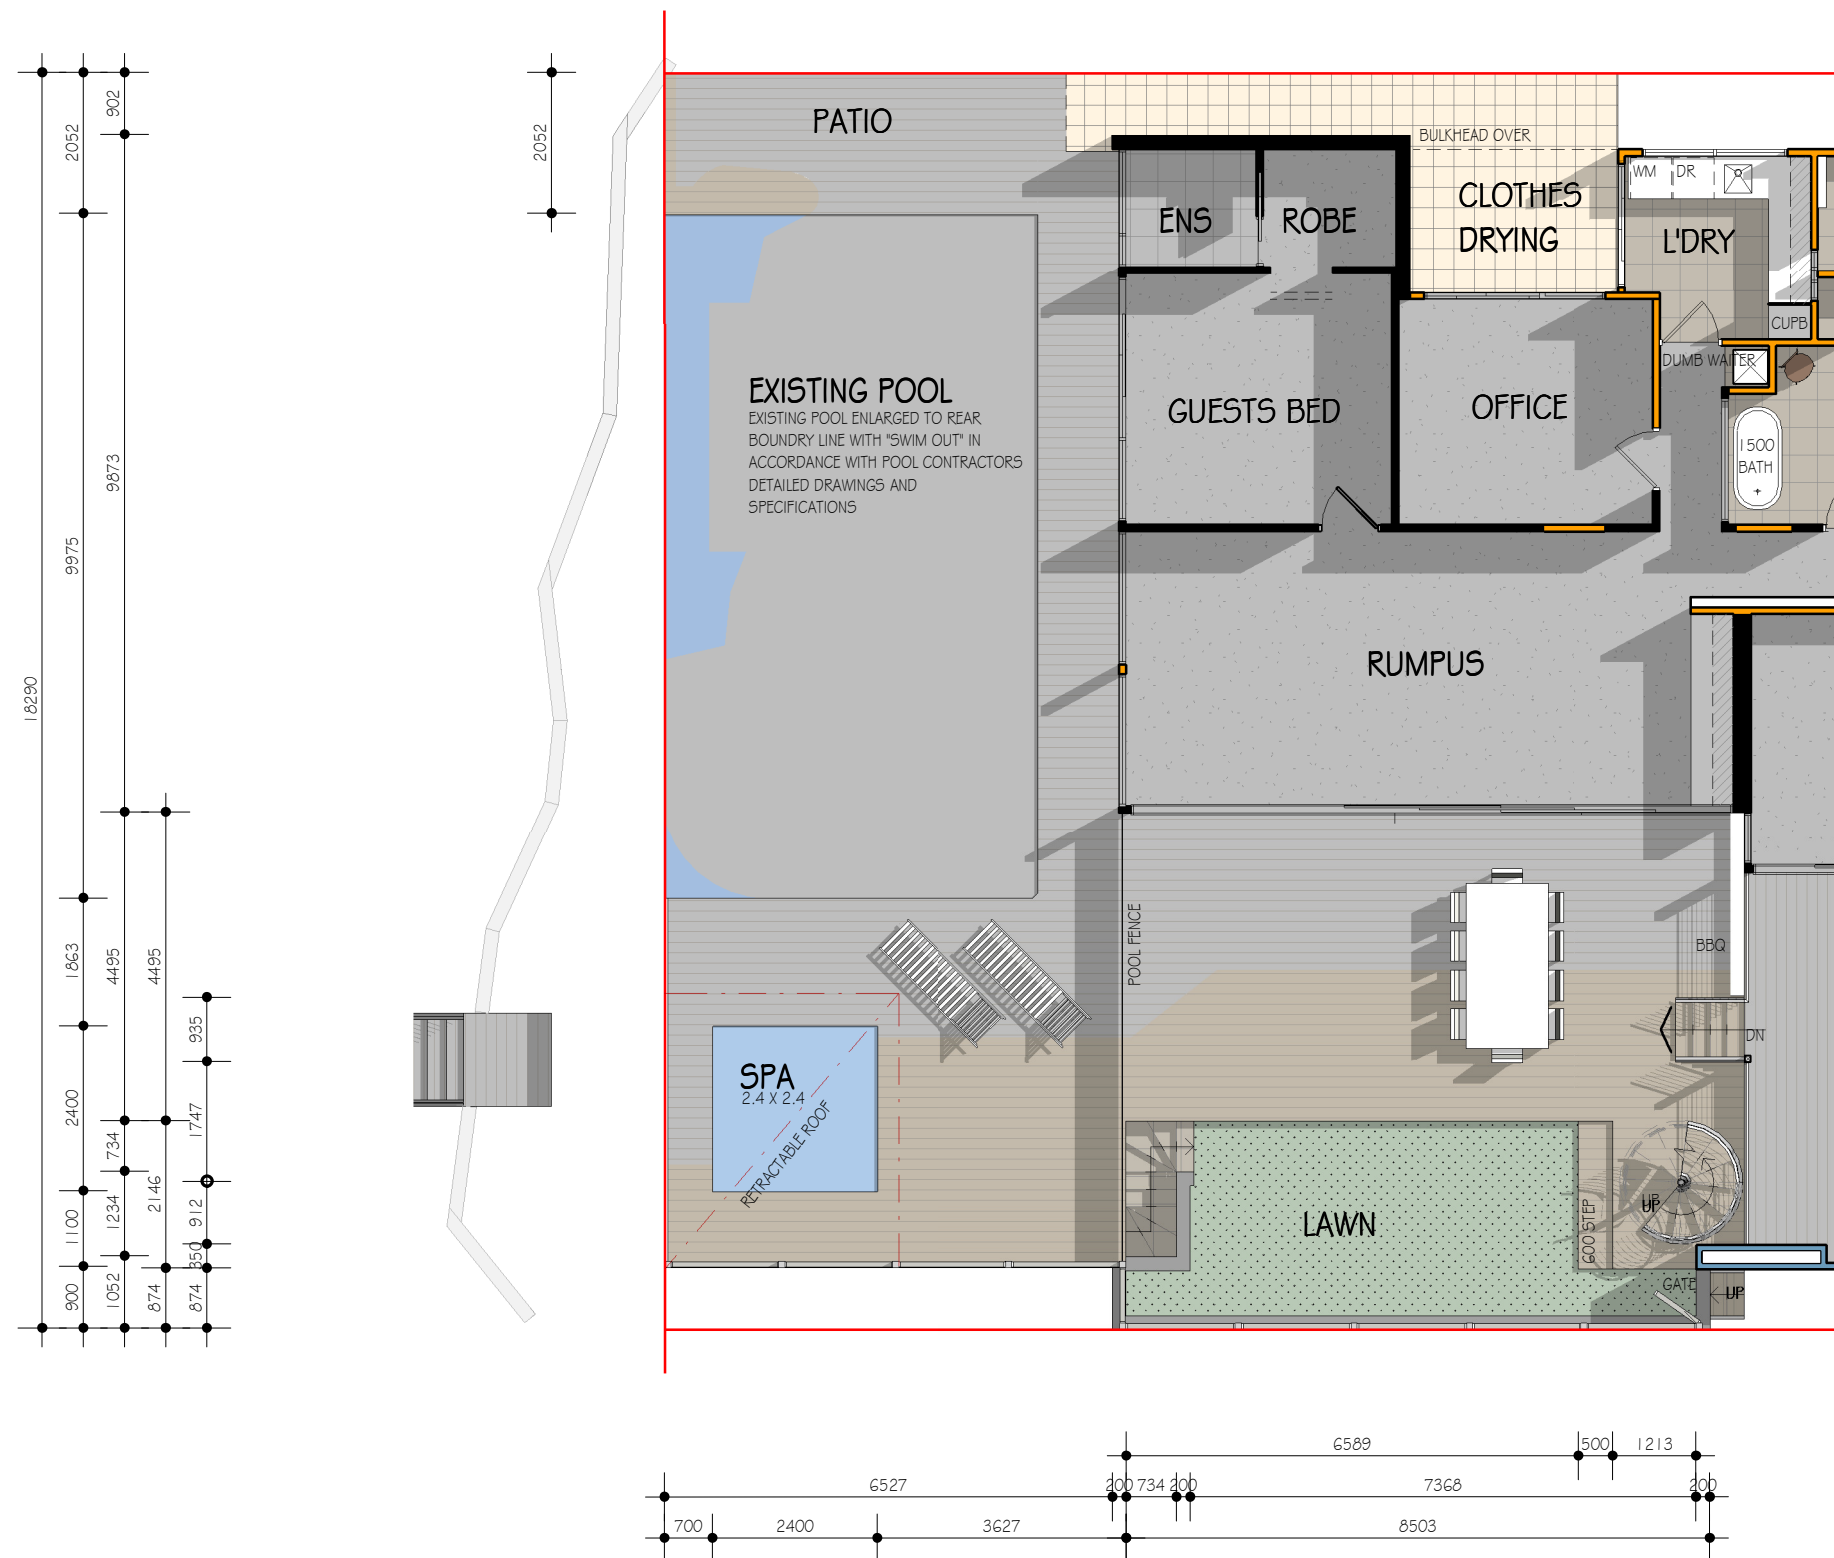 902
2052
2052
PATIO
BULKHEAD OVER
WM
DR
ENS
ROBE
CLOTHES
DRYING
L'DRY
CUPB
DUMB WAITER
EXISTING POOL
EXISTING POOL ENLARGED TO REAR
BOUNDRY LINE WITH "SWIM OUT" IN
ACCORDANCE WITH POOL CONTRACTORS
DETAILED DRAWINGS AND
SPECIFICATIONS
GUESTS BED
OFFICE
1500
BATH
9873
9975
18290
RUMPUS
POOL FENCE
BBQ
DN
1863
4495
4495
935
2400
734
1747
1100
1234
2146
912
350
900
1052
874
874
SPA
2.4 X 2.4
RETRACTABLE ROOF
LAWN
600 STEP
UP
GATE
UP
6589
500
1213
6527
200
734
200
7368
200
700
2400
3627
8503